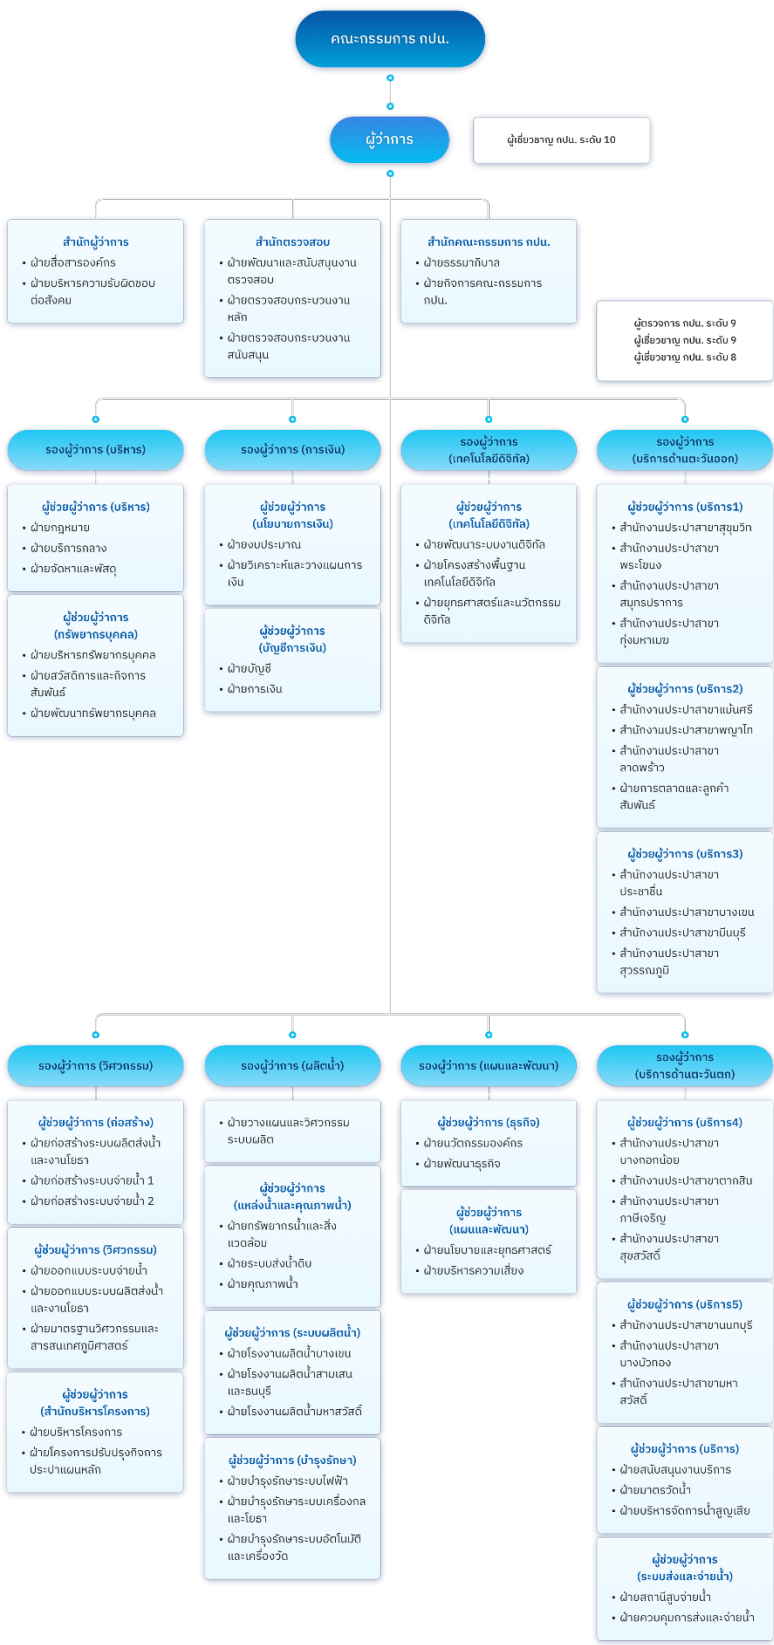 คณะกรรมการ กปน.
ผู้ว่าการ
ผู้เชี่ยวชาญ กปน. ระดับ 10
สำนักผู้ว่าการ
• ฝ่ายสื่อสารองค์กร
• ฝ่ายบริหารความรับผิดชอบ
ต่อสังคม
สำนักตรวจสอบ
• ฝ่ายพัฒนาและสนับสนุนงาน
ตรวจสอบ
• ฝ่ายตรวจสอบกระบวนงาน
หลัก
• ฝ่ายตรวจสอบกระบวนงาน
สนับสนุน
สำนักคณะกรรมการ กปน.
• ฝ่ายธรรมาภิบาล
• ฝ่ายกิจการคณะกรรมการ
กปน.
ผู้ตรวจการ กปน. ระดับ 9
ผู้เชี่ยวชาญ กปน. ระดับ 9
ผู้เชี่ยวชาญ กปน. ระดับ 8
รองผู้ว่าการ (บริหาร)
ผู้ช่วยผู้ว่าการ (บริหาร)
• ฝ่ายกฎหมาย
• ฝ่ายบริการกลาง
• ฝ่ายจัดหาและพัสดุ
ผู้ช่วยผู้ว่าการ
(ทรัพยากรบุคคล)
• ฝ่ายบริหารทรัพยากรบุคคล
• ฝ่ายสวัสดิการและกิจการ
สัมพันธ์
• ฝ่ายพัฒนาทรัพยากรบุคคล
รองผู้ว่าการ (การเงิน)
ผู้ช่วยผู้ว่าการ
(นโยบายการเงิน)
• ฝ่ายงบประมาณ
• ฝ่ายวิเคราะห์และวางแผนการ
เงิน
ผู้ช่วยผู้ว่าการ
(บัญชีการเงิน)
• ฝ่ายบัญชี
• ฝ่ายการเงิน
รองผู้ว่าการ
(เทคโนโลยีดิจิทัล)
ผู้ช่วยผู้ว่าการ
(เทคโนโลยีดิจิทัล)
• ฝ่ายพัฒนาระบบงานดิจิทัล
• ฝ่ายโครงสร้างพื้นฐาน
เทคโนโลยีดิจิทัล
• ฝ่ายยุทธศาสตร์และนวัตกรรม
ดิจิทัล
รองผู้ว่าการ
(บริการด้านตะวันออก)
ผู้ช่วยผู้ว่าการ (บริการ1)
• สำนักงานประปาสาขาสุขุมวิท
• สำนักงานประปาสาขา
พระโขนง
• สำนักงานประปาสาขา
สมุทรปราการ
• สำนักงานประปาสาขา
ทุ่งมหาเมฆ
ผู้ช่วยผู้ว่าการ (บริการ2)
• สำนักงานประปาสาขาแม้นศรี
• สำนักงานประปาสาขาพญาไท
• สำนักงานประปาสาขา
ลาดพร้าว
• ฝ่ายการตลาดและลูกค้า
สัมพันธ์
ผู้ช่วยผู้ว่าการ (บริการ3)
• สำนักงานประปาสาขา
ประชาชื่น
• สำนักงานประปาสาขาบางเขน
• สำนักงานประปาสาขามีนบุรี
• สำนักงานประปาสาขา
สุวรรณภูมิ
รองผู้ว่าการ (วิศวกรรม)
ผู้ช่วยผู้ว่าการ (ก่อสร้าง)
• ฝ่ายก่อสร้างระบบผลิตส่งน้ำ
และงานโยธา
• ฝ่ายก่อสร้างระบบจ่ายน้ำ 1
• ฝ่ายก่อสร้างระบบจ่ายน้ำ 2
ผู้ช่วยผู้ว่าการ (วิศวกรรม)
• ฝ่ายออกแบบระบบจ่ายน้ำ
• ฝ่ายออกแบบระบบผลิตส่งน้ำ
และงานโยธา
• ฝ่ายมาตรฐานวิศวกรรมและ
สารสนเทศภูมิศาสตร์
ผู้ช่วยผู้ว่าการ
(สำนักบริหารโครงการ)
• ฝ่ายบริหารโครงการ
• ฝ่ายโครงการปรับปรุงกิจการ
ประปาแผนหลัก
รองผู้ว่าการ (ผลิตน้ำ)
• ฝ่ายวางแผนและวิศวกรรม
ระบบผลิต
ผู้ช่วยผู้ว่าการ
(แหล่งน้ำและคุณภาพน้ำ)
• ฝ่ายทรัพยากรน้ำและสิ่ง
แวดล้อม
• ฝ่ายระบบส่งน้ำดิบ
• ฝ่ายคุณภาพน้ำ
ผู้ช่วยผู้ว่าการ (ระบบผลิตน้ำ)
• ฝ่ายโรงงานผลิตน้ำบางเขน
• ฝ่ายโรงงานผลิตน้ำสามเสน
และธนบุรี
• ฝ่ายโรงงานผลิตน้ำมหาสวัสดิ์
ผู้ช่วยผู้ว่าการ (บำรุงรักษา)
• ฝ่ายบำรุงรักษาระบบไฟฟ้า
• ฝ่ายบำรุงรักษาระบบเครื่องกล
และโยธา
• ฝ่ายบำรุงรักษาระบบอัตโนมัติ
และเครื่องวัด
รองผู้ว่าการ (แผนและพัฒนา)
ผู้ช่วยผู้ว่าการ (ธุรกิจ)
• ฝ่ายนวัตกรรมองค์กร
• ฝ่ายพัฒนาธุรกิจ
ผู้ช่วยผู้ว่าการ
(แผนและพัฒนา)
• ฝ่ายนโยบายและยุทธศาสตร์
• ฝ่ายบริหารความเสี่ยง
รองผู้ว่าการ
(บริการด้านตะวันตก)
ผู้ช่วยผู้ว่าการ (บริการ4)
• สำนักงานประปาสาขา
บางกอกน้อย
• สำนักงานประปาสาขาตากสิน
• สำนักงานประปาสาขา
ภาษีเจริญ
• สำนักงานประปาสาขา
สุขสวัสดิ์
ผู้ช่วยผู้ว่าการ (บริการ5)
• สำนักงานประปาสาขานนทบุรี
• สำนักงานประปาสาขา
บางบัวทอง
• สำนักงานประปาสาขามหา
สวัสดิ์
ผู้ช่วยผู้ว่าการ (บริการ)
• ฝ่ายสนับสนุนงานบริการ
• ฝ่ายมาตรวัดน้ำ
• ฝ่ายบริหารจัดการน้ำสูญเสีย
ผู้ช่วยผู้ว่าการ
(ระบบส่งและจ่ายน้ำ)
• ฝ่ายสถานีสูบจ่ายน้ำ
• ฝ่ายควบคุมการส่งและจ่ายน้ำ